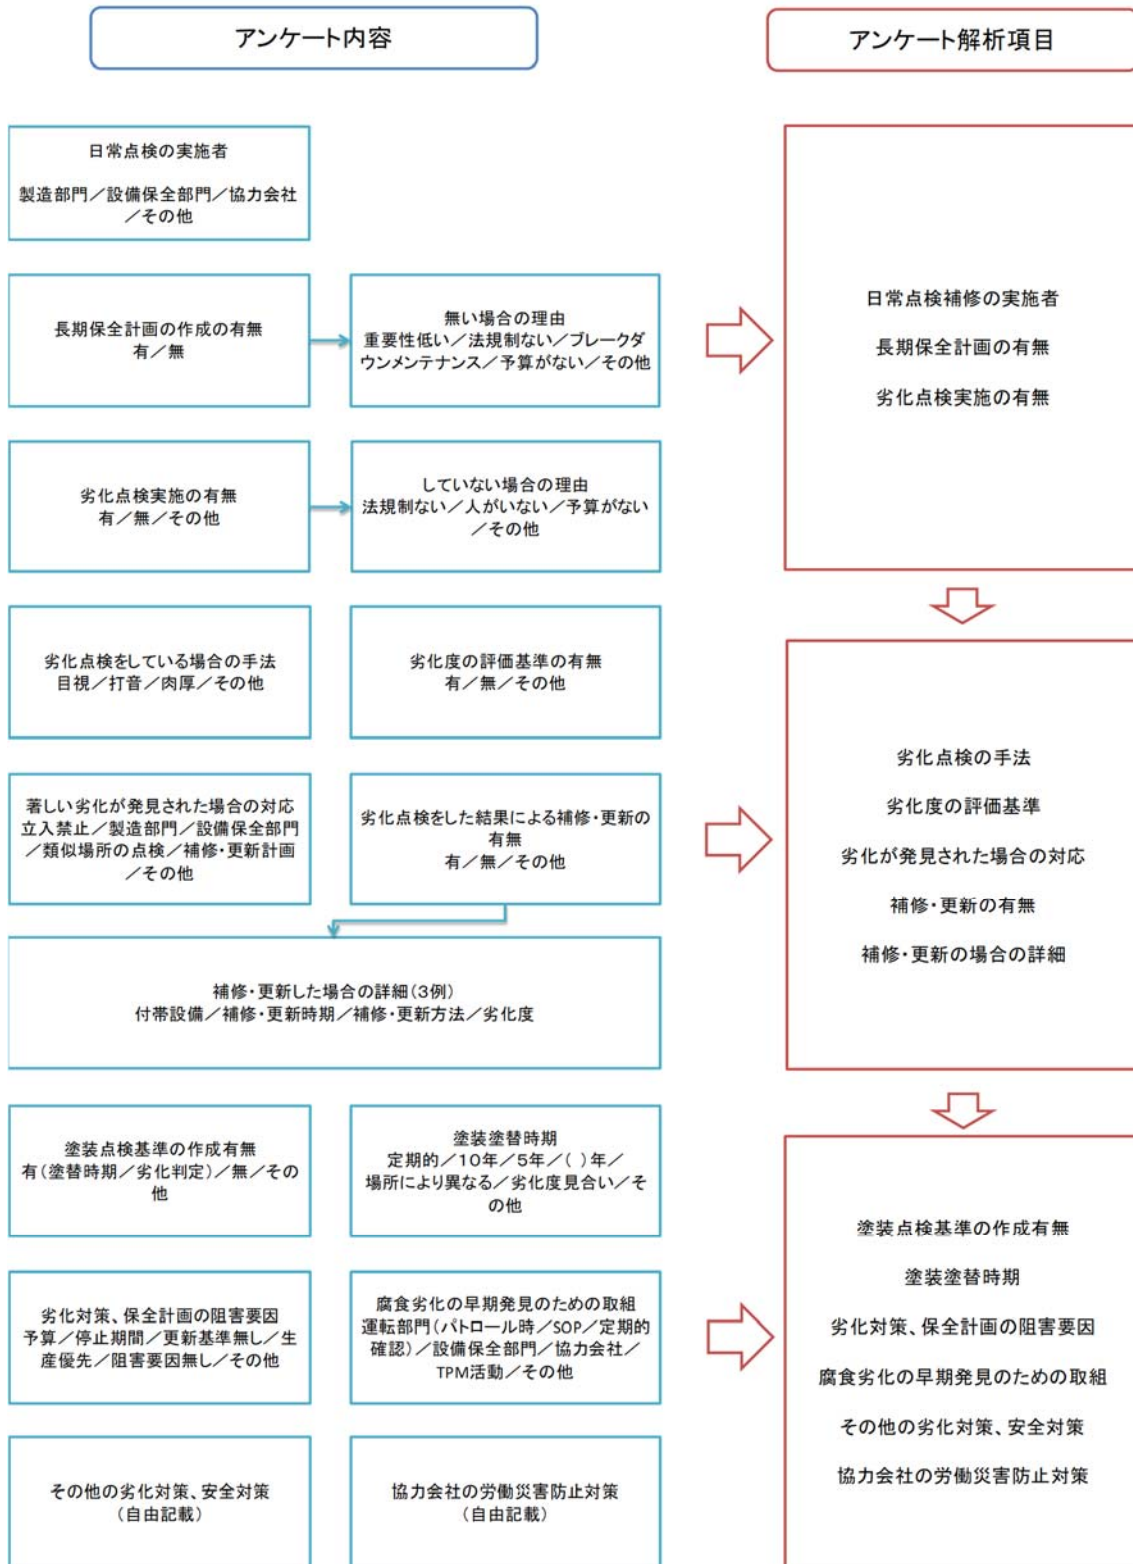 アンケート内容
アンケート解析項目
日常点検の実施者
製造部門／設備保全部門／協力会社
／その他
長期保全計画の作成の有無
有／無
無い場合の理由
重要性低い／法規制ない／ブレークダ
ウンメンテナンス／予算がない／その他
劣化点検実施の有無
有／無／その他
していない場合の理由
法規制ない／人がいない／予算がない
／その他
日常点検補修の実施者
長期保全計画の有無
劣化点検実施の有無
劣化点検をしている場合の手法
目視／打音／肉厚／その他
劣化度の評価基準の有無
有／無／その他
著しい劣化が発見された場合の対応
立入禁止／製造部門／設備保全部門
／類似場所の点検／補修・更新計画
／その他
劣化点検をした結果による補修・更新の
有無
有／無／その他
補修・更新した場合の詳細（３例）
付帯設備／補修・更新時期／補修・更新方法／劣化度
劣化点検の手法
劣化度の評価基準
劣化が発見された場合の対応
補修・更新の有無
補修・更新の場合の詳細
塗装点検基準の作成有無
有（塗替時期／劣化判定）／無／その
他
塗装塗替時期
定期的／１０年／５年／（ ）年／
場所により異なる／劣化度見合い／そ
の他
劣化対策、保全計画の阻害要因
予算／停止期間／更新基準無し／生
産優先／阻害要因無し／その他
腐食劣化の早期発見のための取組
運転部門（パトロール時／SOP／定期的
確認）／設備保全部門／協力会社／
TPM活動／その他
その他の劣化対策、安全対策
（自由記載）
協力会社の労働災害防止対策
（自由記載）
塗装点検基準の作成有無
塗装塗替時期
劣化対策、保全計画の阻害要因
腐食劣化の早期発見のための取組
その他の劣化対策、安全対策
協力会社の労働災害防止対策